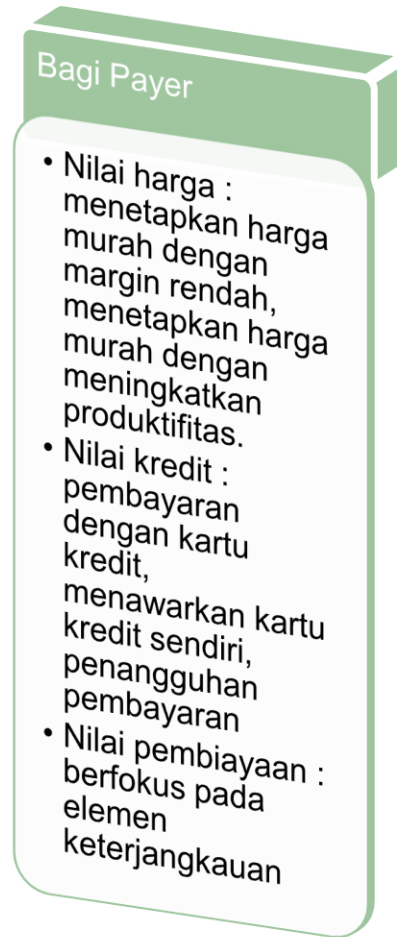 Bagi Payer
• Nilai harga :
menetapkan harga
murah dengan
margin rendah,
menetapkan harga
murah dengan
meningkatkan
produktifitas.
• Nilai kredit :
pembayaran
dengan kartu
kredit,
menawarkan kartu
kredit sendiri,
penangguhan
pembayaran
• Nilai pembiayaan :
berfokus pada
elemen
keterjangkauan